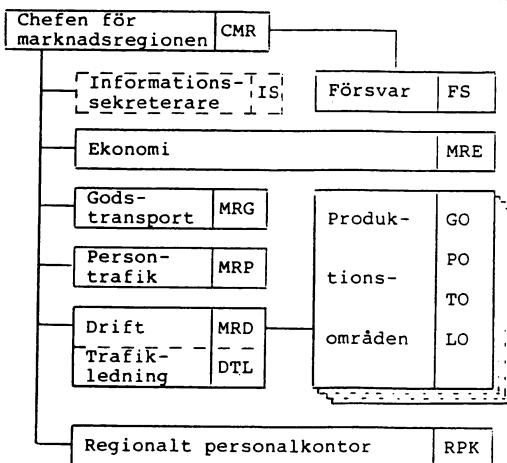 Chefen för
marknadsregionen CMR
Informations-
sekreterare IS
Försvar FS
Ekonomi MRE
Gods-
transport MRG
Person-
trafik MRP
Drift MRD
Trafik-
ledning DTL
Produk- GO
PO
tions-
TO
områden LO
Regionalt personalkontor RPK